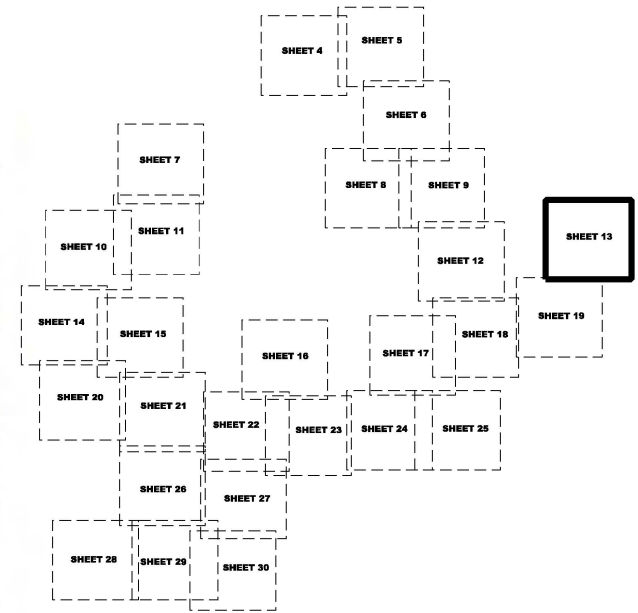 SHEET 4
SHEET 5
SHEET 6
SHEET 7
SHEET 8
SHEET 9
SHEET 10
SHEET 11
SHEET 12
SHEET 13
SHEET 14
SHEET 15
SHEET 16
SHEET 17
SHEET 18
SHEET 19
SHEET 20
SHEET 21
SHEET 22
SHEET 23
SHEET 24
SHEET 25
SHEET 26
SHEET 27
SHEET 28
SHEET 29
SHEET 30